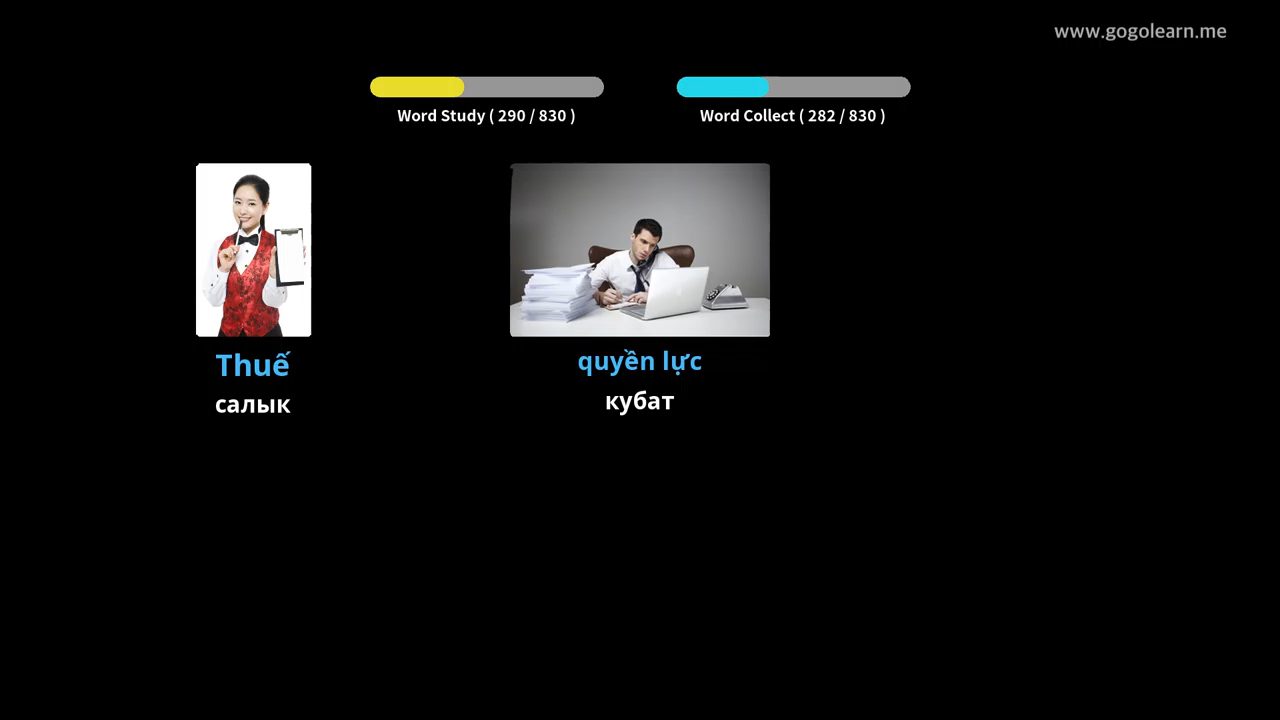 www.gogolearn.me
Word Study ( 290 / 830 )
Word Collect ( 282 / 830 )
Thuế
салык
quyền lực
кубат